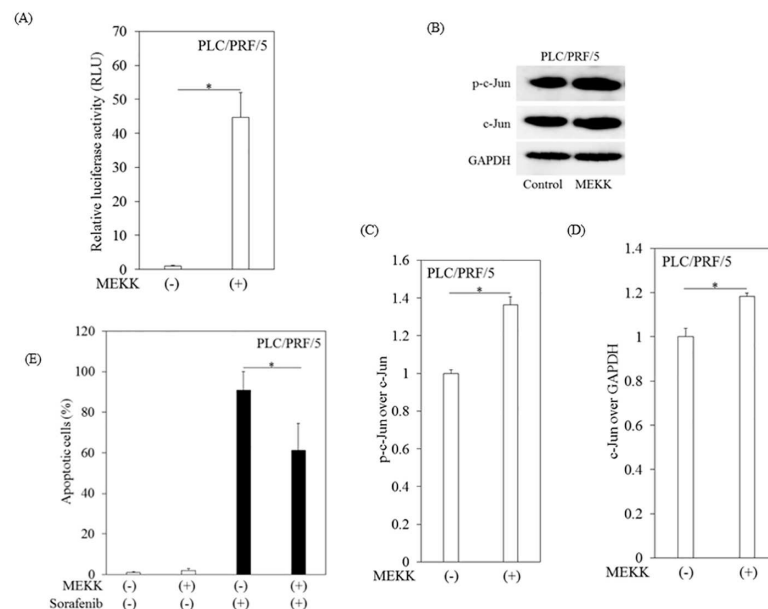 (A)
PLC/PRF/5
Relative luciferase activity (RLU)
70
60
50
40
30
20
10
0
*
MEKK (-) (+)
(B)
PLC/PRF/5
p-c-Jun
c-Jun
GAPDH
Control MEKK
(C)
PLC/PRF/5
p-c-Jun over c-Jun
1.6
1.4
1.2
1
0.8
0.6
0.4
0.2
0
*
MEKK (-) (+)
(D)
PLC/PRF/5
c-Jun over GAPDH
1.4
1.2
1
0.8
0.6
0.4
0.2
0
*
MEKK (-) (+)
(E)
PLC/PRF/5
Apoptotic cells (%)
120
100
80
60
40
20
0
*
MEKK (-) (+) (-) (+)
Sorafenib (-) (-) (+) (+)